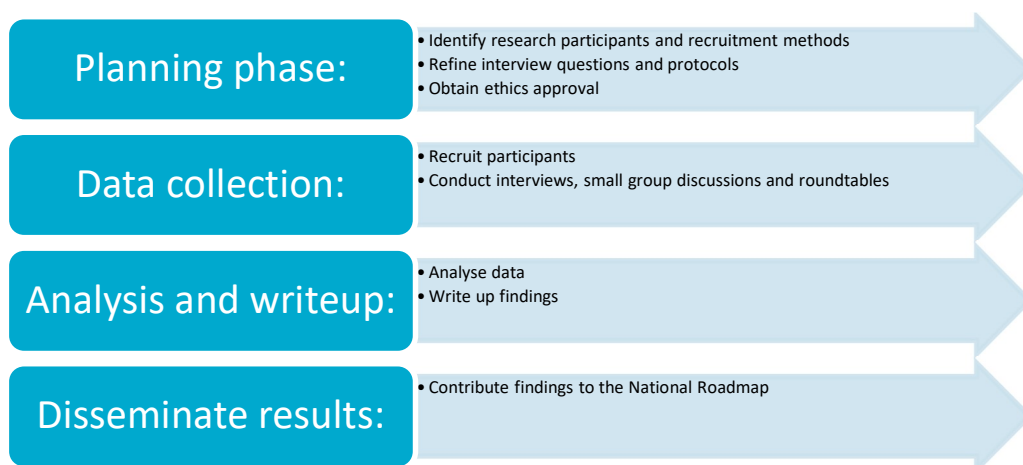 Planning phase:
• Identify research participants and recruitment methods
• Refine interview questions and protocols
• Obtain ethics approval
Data collection:
• Recruit participants
• Conduct interviews, small group discussions and roundtables
Analysis and writeup:
• Analyse data
• Write up findings
Disseminate results:
• Contribute findings to the National Roadmap